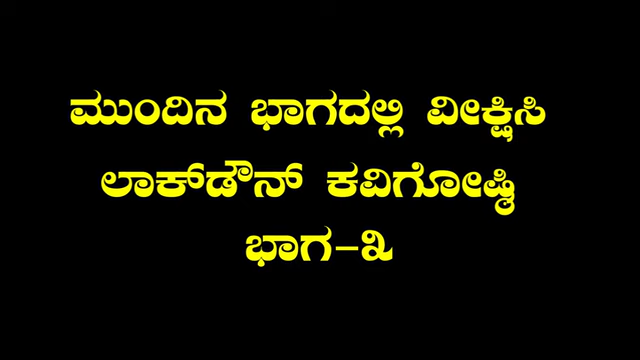 ಮುಂದಿನ ಭಾಗದಲ್ಲಿ ವೀಕ್ಷಿಸಿ
ಲಾಕ್‌ಡೌನ್ ಕವಿಗೋಷ್ಠಿ
ಭಾಗ-೩